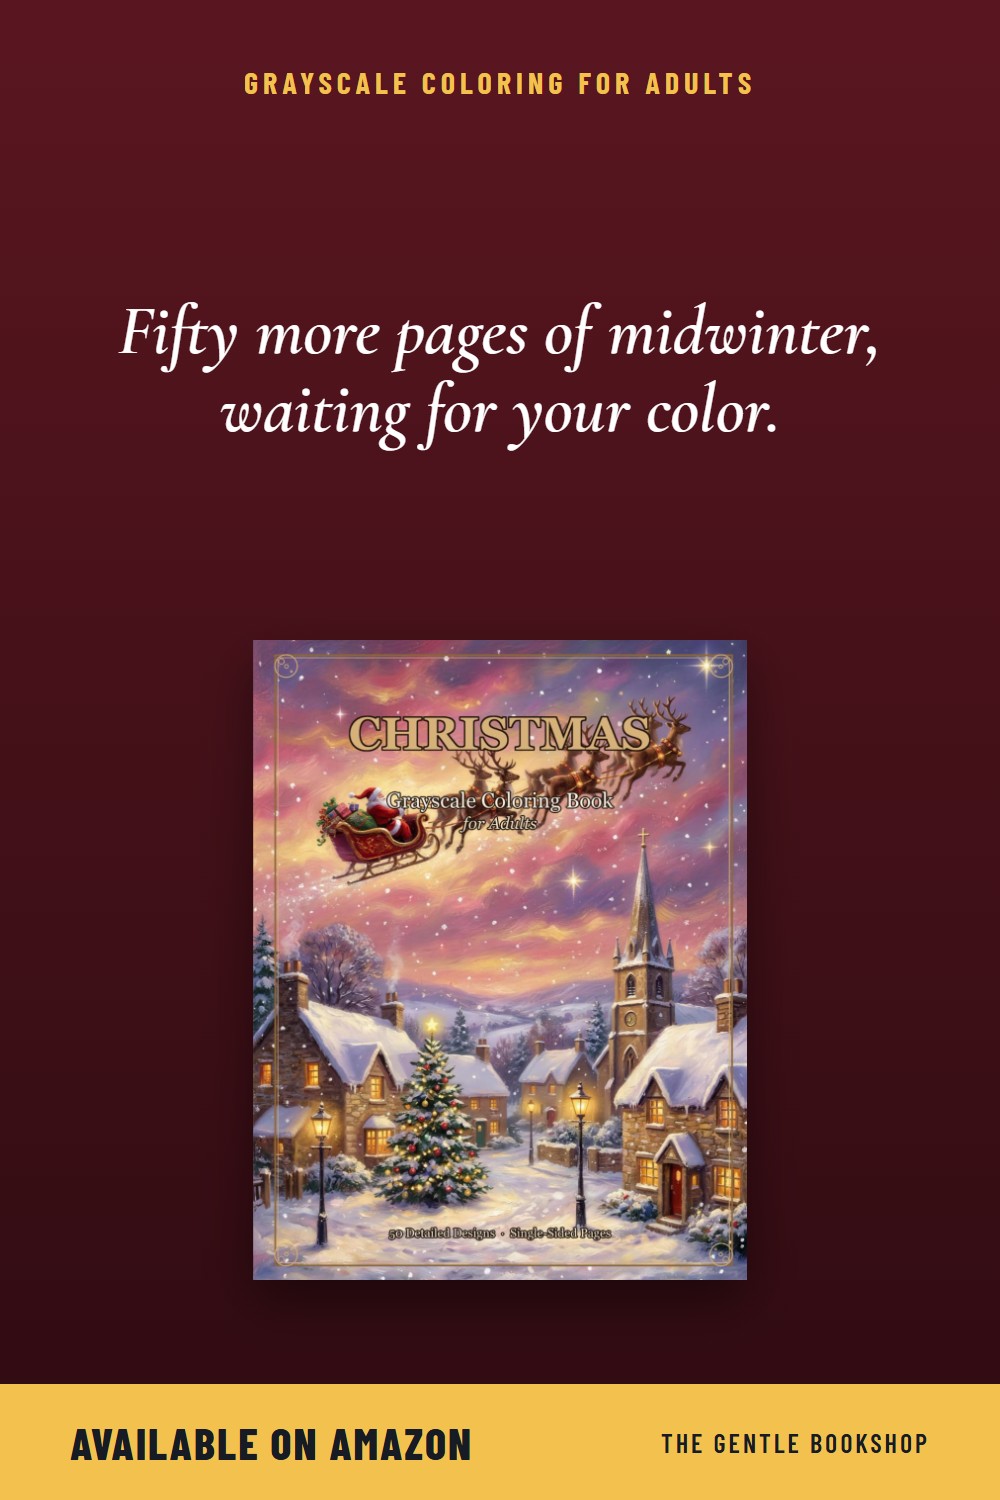 GRAYSCALE COLORING FOR ADULTS
Fifty more pages of midwinter,
waiting for your color.
CHRISTMAS
Grayscale Coloring Book
for Adults
50 Detailed Designs · Single-Sided Pages
AVAILABLE ON AMAZON
THE GENTLE BOOKSHOP